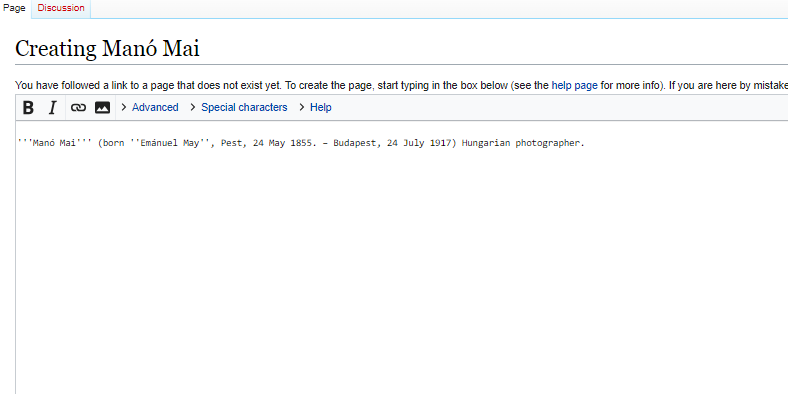 Page Discussion
Creating Manó Mai
You have followed a link to a page that does not exist yet. To create the page, start typing in the box below (see the help page for more info). If you are here by mistake
B I Advanced Special characters Help
'''Manó Mai''' (born ''Emánuel May'', Pest, 24 May 1855. – Budapest, 24 July 1917) Hungarian photographer.